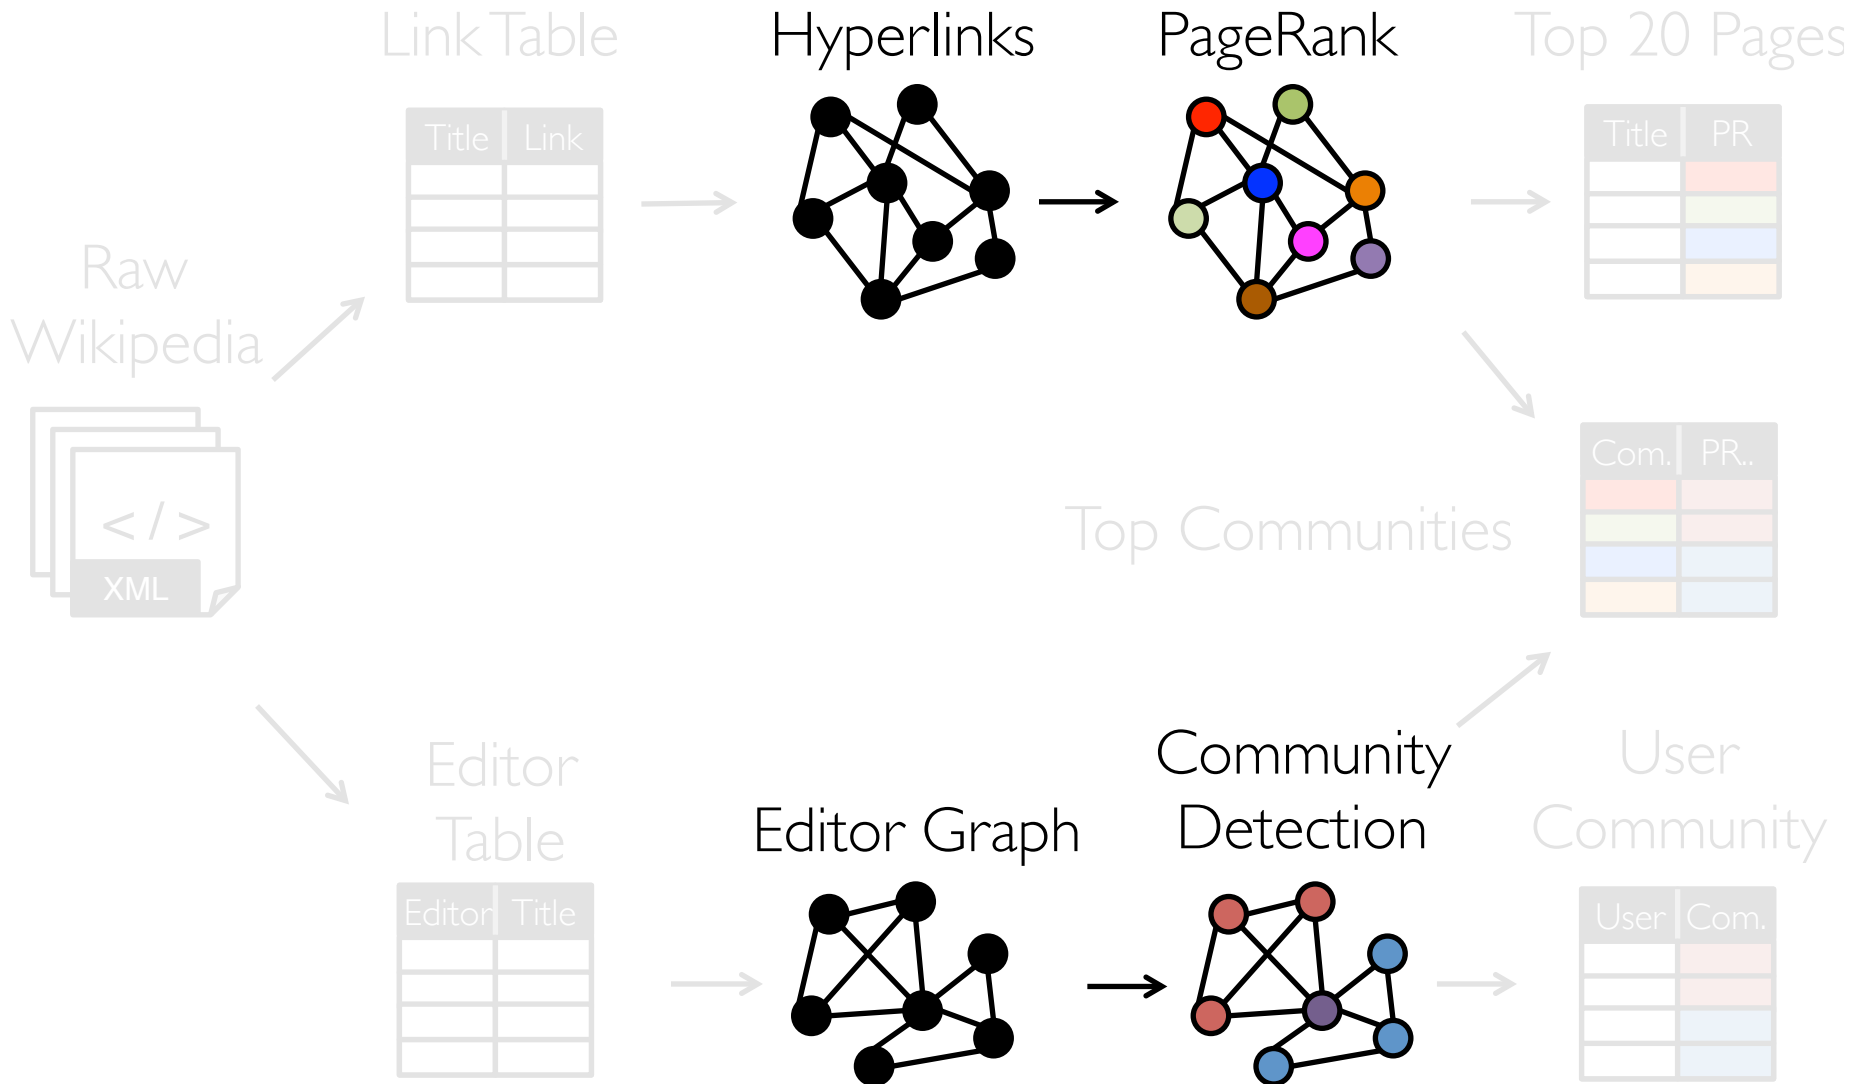 Link Table
Hyperlinks
PageRank
Top 20 Pages
Title Link
Title PR
Raw
Wikipedia
</>
XML
Com. PR..
Top Communities
Editor
Table
Editor Graph
Community
Detection
User
Community
Editor Title
User Com.